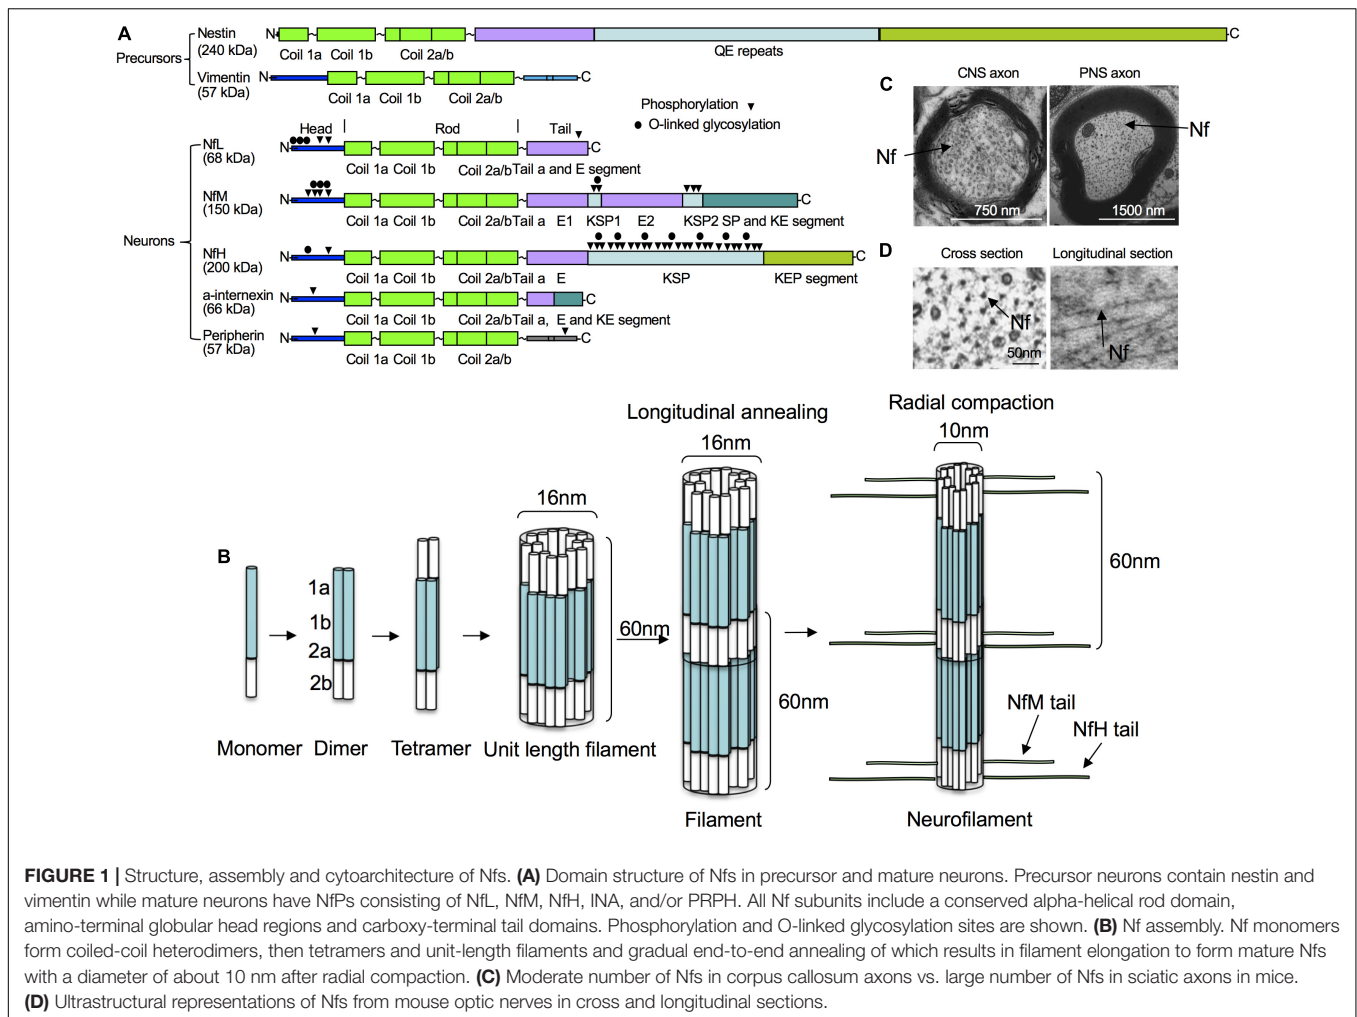 A
Precursors
Nestin
(240 kDa)
N
C
Coil 1a Coil 1b Coil 2a/b QE repeats
Vimentin
(57 kDa)
N
C
Coil 1a Coil 1b Coil 2a/b
Phosphorylation
O-linked glycosylation
Head Rod Tail
Neurons
NfL
(68 kDa)
N
C
Coil 1a Coil 1b Coil 2a/b Tail a and E segment
NfM
(150 kDa)
N
C
Coil 1a Coil 1b Coil 2a/b Tail a E1 KSP1 E2 KSP2 SP and KE segment
NfH
(200 kDa)
N
C
Coil 1a Coil 1b Coil 2a/b Tail a E KSP KEP segment
a-internexin
(66 kDa)
N
C
Coil 1a Coil 1b Coil 2a/b Tail a, E and KE segment
Peripherin
(57 kDa)
N
C
Coil 1a Coil 1b Coil 2a/b
C
CNS axon PNS axon
Nf
Nf
750 nm 1500 nm
D
Cross section Longitudinal section
Nf
50nm
Nf
B
1a
1b
2a
2b
Monomer Dimer Tetramer Unit length filament
16nm
60nm
Longitudinal annealing
16nm
60nm
Filament
Radial compaction
10nm
60nm
NfM tail
NfH tail
Neurofilament
FIGURE 1 | Structure, assembly and cytoarchitecture of Nfs. (A) Domain structure of Nfs in precursor and mature neurons. Precursor neurons contain nestin and
vimentin while mature neurons have NfPs consisting of NfL, NfM, NfH, INA, and/or PRPH. All Nf subunits include a conserved alpha-helical rod domain,
amino-terminal globular head regions and carboxy-terminal tail domains. Phosphorylation and O-linked glycosylation sites are shown. (B) Nf assembly. Nf monomers
form coiled-coil heterodimers, then tetramers and unit-length filaments and gradual end-to-end annealing of which results in filament elongation to form mature Nfs
with a diameter of about 10 nm after radial compaction. (C) Moderate number of Nfs in corpus callosum axons vs. large number of Nfs in sciatic axons in mice.
(D) Ultrastructural representations of Nfs from mouse optic nerves in cross and longitudinal sections.